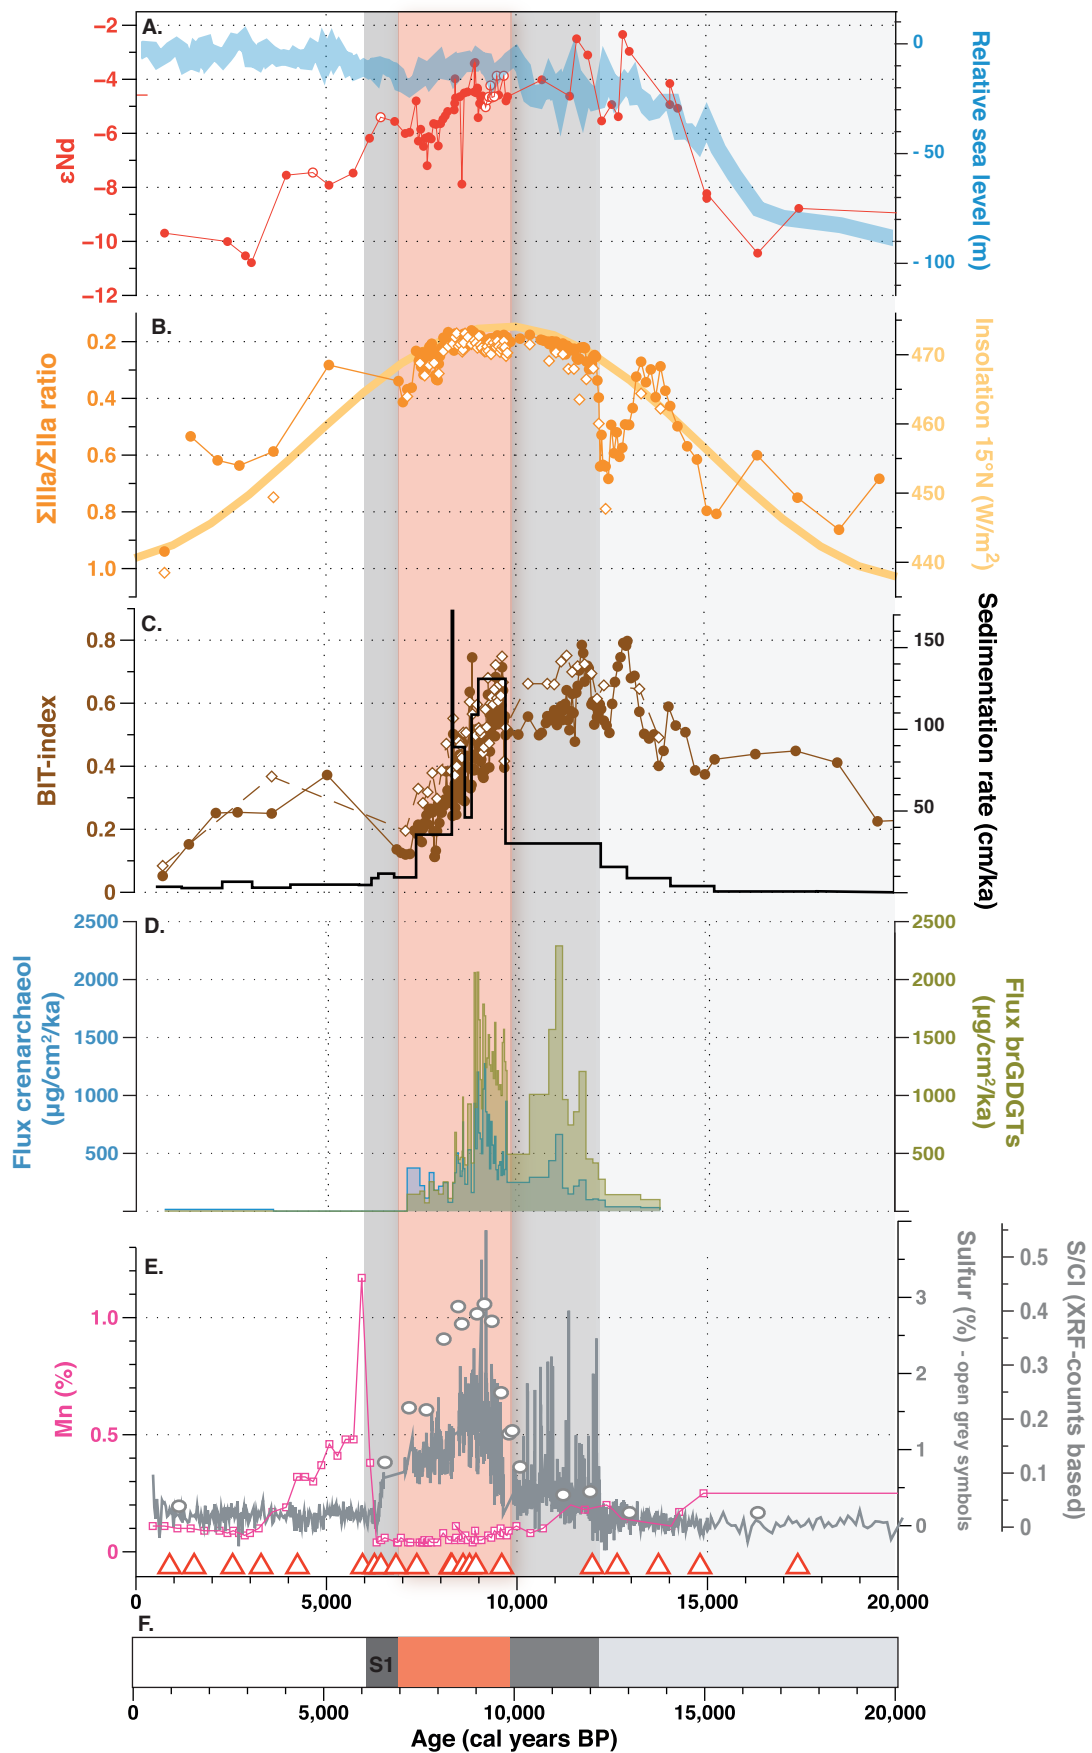 A.
−2
−4
−6
−8
−10
−12
εNd
0
- 50
- 100
Relative sea level (m)
B.
0.2
0.4
0.6
0.8
1.0
ΣIIIa/ΣIIa ratio
470
460
450
440
Insolation 15°N (W/m²)
C.
0.8
0.6
0.4
0.2
0
BIT-index
150
100
50
Sedimentation rate (cm/ka)
D.
2500
2000
1500
1000
500
Flux crenarchaeol
(µg/cm²/ka)
2500
2000
1500
1000
500
Flux brGDGTs
(µg/cm²/ka)
E.
1.0
0.5
0
Mn (%)
3
2
1
0
Sulfur (%) - open grey symbols
0.5
0.4
0.3
0.2
0.1
0
S/Cl (XRF-counts based)
0 5,000 10,000 15,000 20,000
F.
S1
0 5,000 10,000 15,000 20,000
Age (cal years BP)